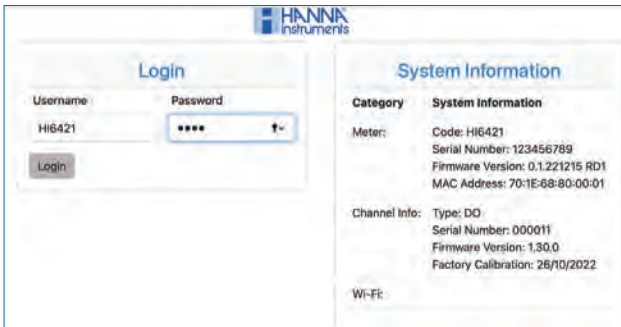 HANNA
instruments
Login
Username
Password
HI6421
••••
Login
System Information
Category System Information
Meter: Code: HI6421
Serial Number: 123456789
Firmware Version: 0.1.221215 RD1
MAC Address: 70:1E:68:80:00:01
Channel Info: Type: DO
Serial Number: 000011
Firmware Version: 1.30.0
Factory Calibration: 26/10/2022
Wi-Fi: